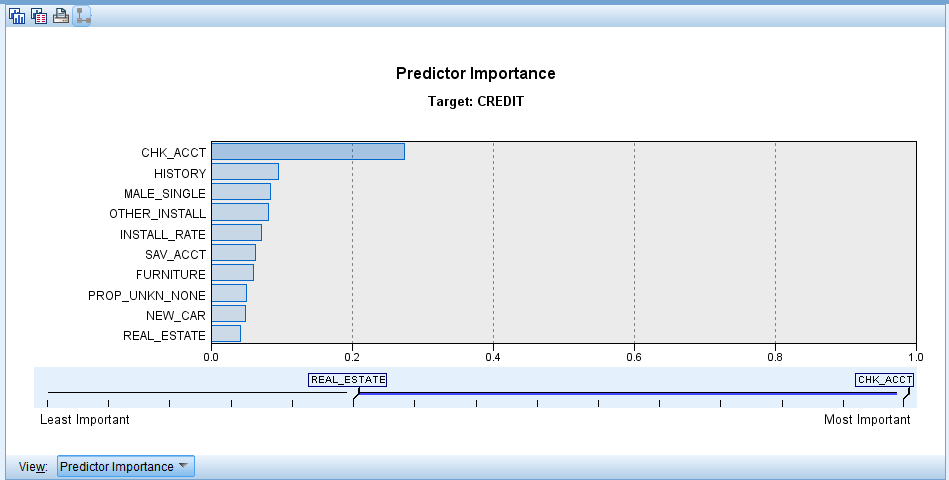 Predictor Importance
Target: CREDIT
CHK_ACCT
HISTORY
MALE_SINGLE
OTHER_INSTALL
INSTALL_RATE
SAV_ACCT
FURNITURE
PROP_UNKN_NONE
NEW_CAR
REAL_ESTATE
0.0 0.2 0.4 0.6 0.8 1.0
REAL_ESTATE CHK_ACCT
Least Important Most Important
View: Predictor Importance